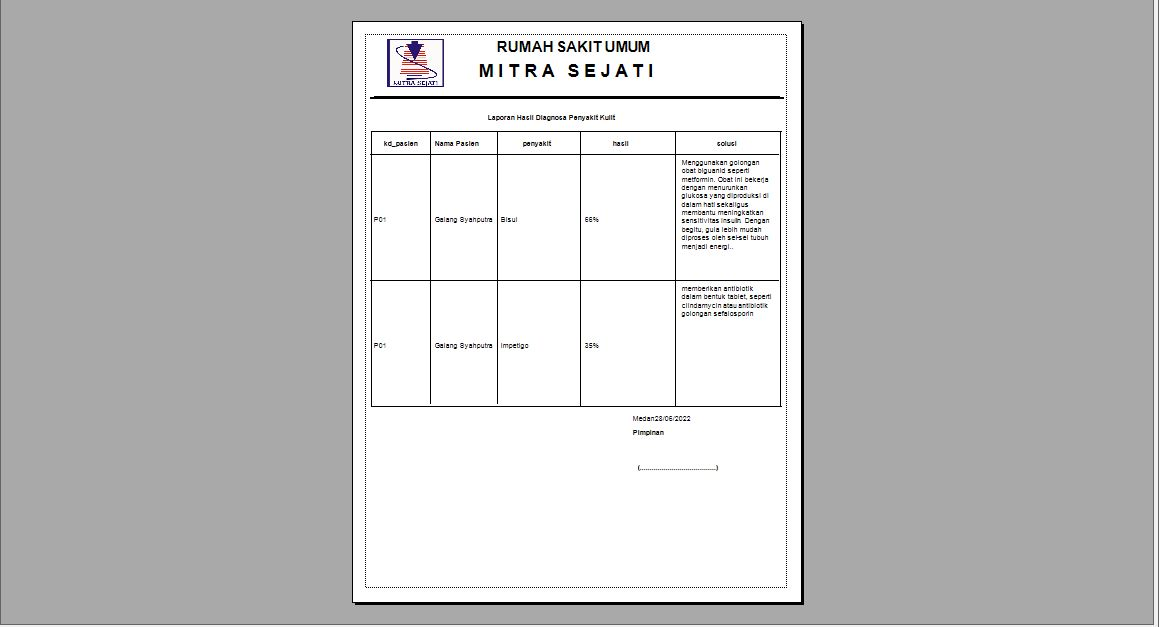 RUMAH SAKIT UMUM
MITRA SEJATI
MITRA SEJATI
Laporan Hasil Diagnosa Penyakit Kulit
kd_pasien Nama Pasien penyakit hasil solusi
Menggunakan golongan
obat biguanid seperti
metformin. Obat ini bekerja
dengan menurunkan
glukosa yang diproduksi di
dalam hati sekaligus
membantu meningkatkan
sensitivitas insulin. Dengan
begitu, gula lebih mudah
diproses oleh sel-sel tubuh
menjadi energi..
P01 Galang Syahputra Bisul 66%
memberikan antibiotik
dalam bentuk tablet, seperti
clindamycin atau antibiotik
golongan sefalosporin
P01 Galang Syahputra Impetigo 35%
Medan28/06/2022
Pimpinan
(......................................)